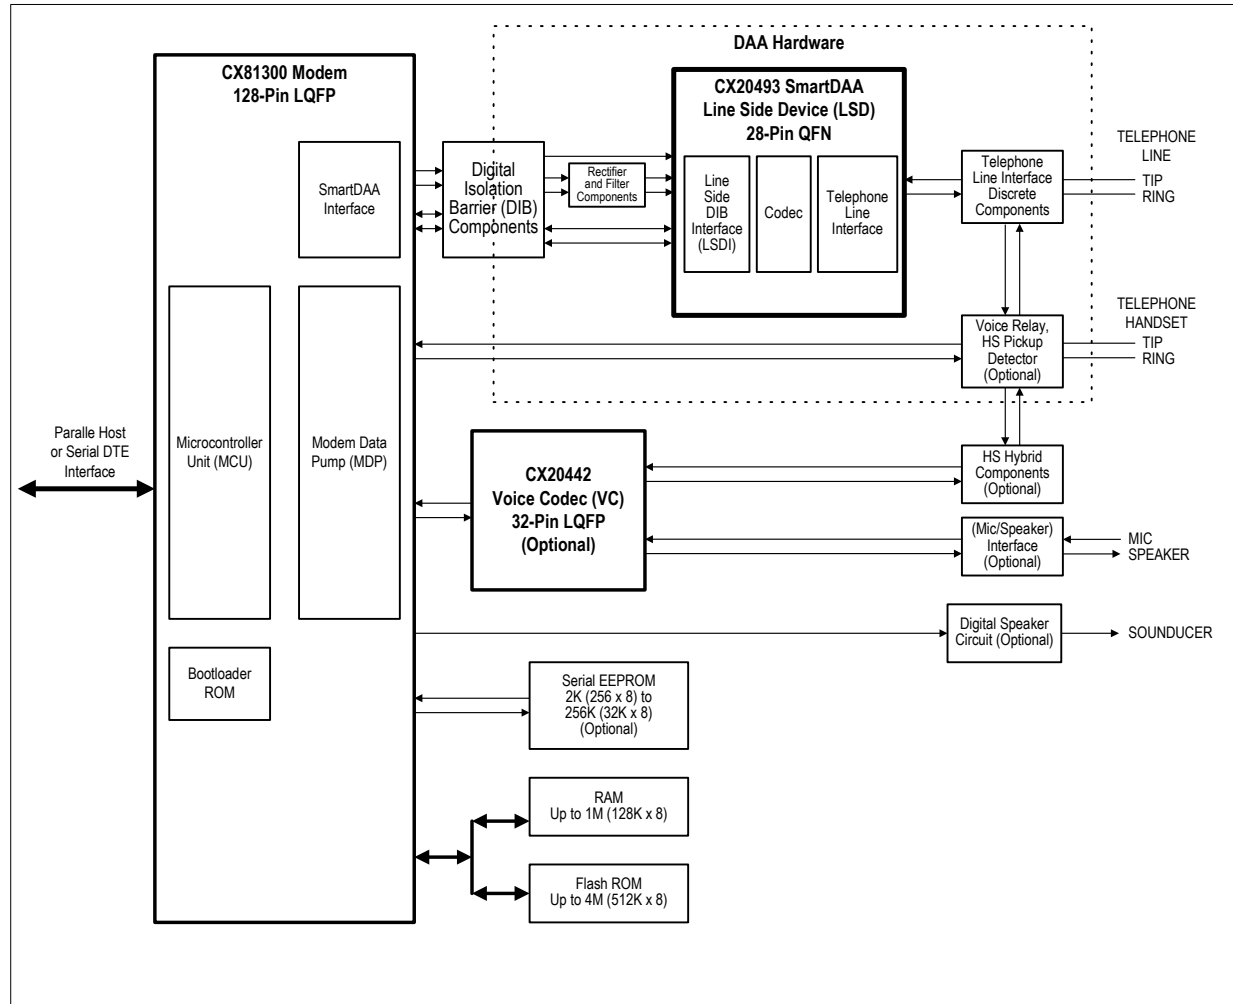 DAA Hardware
CX81300 Modem
128-Pin LQFP
SmartDAA
Interface
Digital
Isolation
Barrier (DIB)
Components
Rectifier
and Filter
Components
CX20493 SmartDAA
Line Side Device (LSD)
28-Pin QFN
Line
Side
DIB
Interface
(LSDI)
Codec
Telephone
Line
Interface
Telephone
Line Interface
Discrete
Components
TELEPHONE
LINE
TIP
RING
Voice Relay,
HS Pickup
Detector
(Optional)
TELEPHONE
HANDSET
TIP
RING
Paralle Host
or Serial DTE
Interface
Microcontroller
Unit (MCU)
Modem Data
Pump (MDP)
CX20442
Voice Codec (VC)
32-Pin LQFP
(Optional)
HS Hybrid
Components
(Optional)
(Mic/Speaker)
Interface
(Optional)
MIC
SPEAKER
Digital Speaker
Circuit (Optional)
SOUNDUCER
Bootloader
ROM
Serial EEPROM
2K (256 x 8) to
256K (32K x 8)
(Optional)
RAM
Up to 1M (128K x 8)
Flash ROM
Up to 4M (512K x 8)